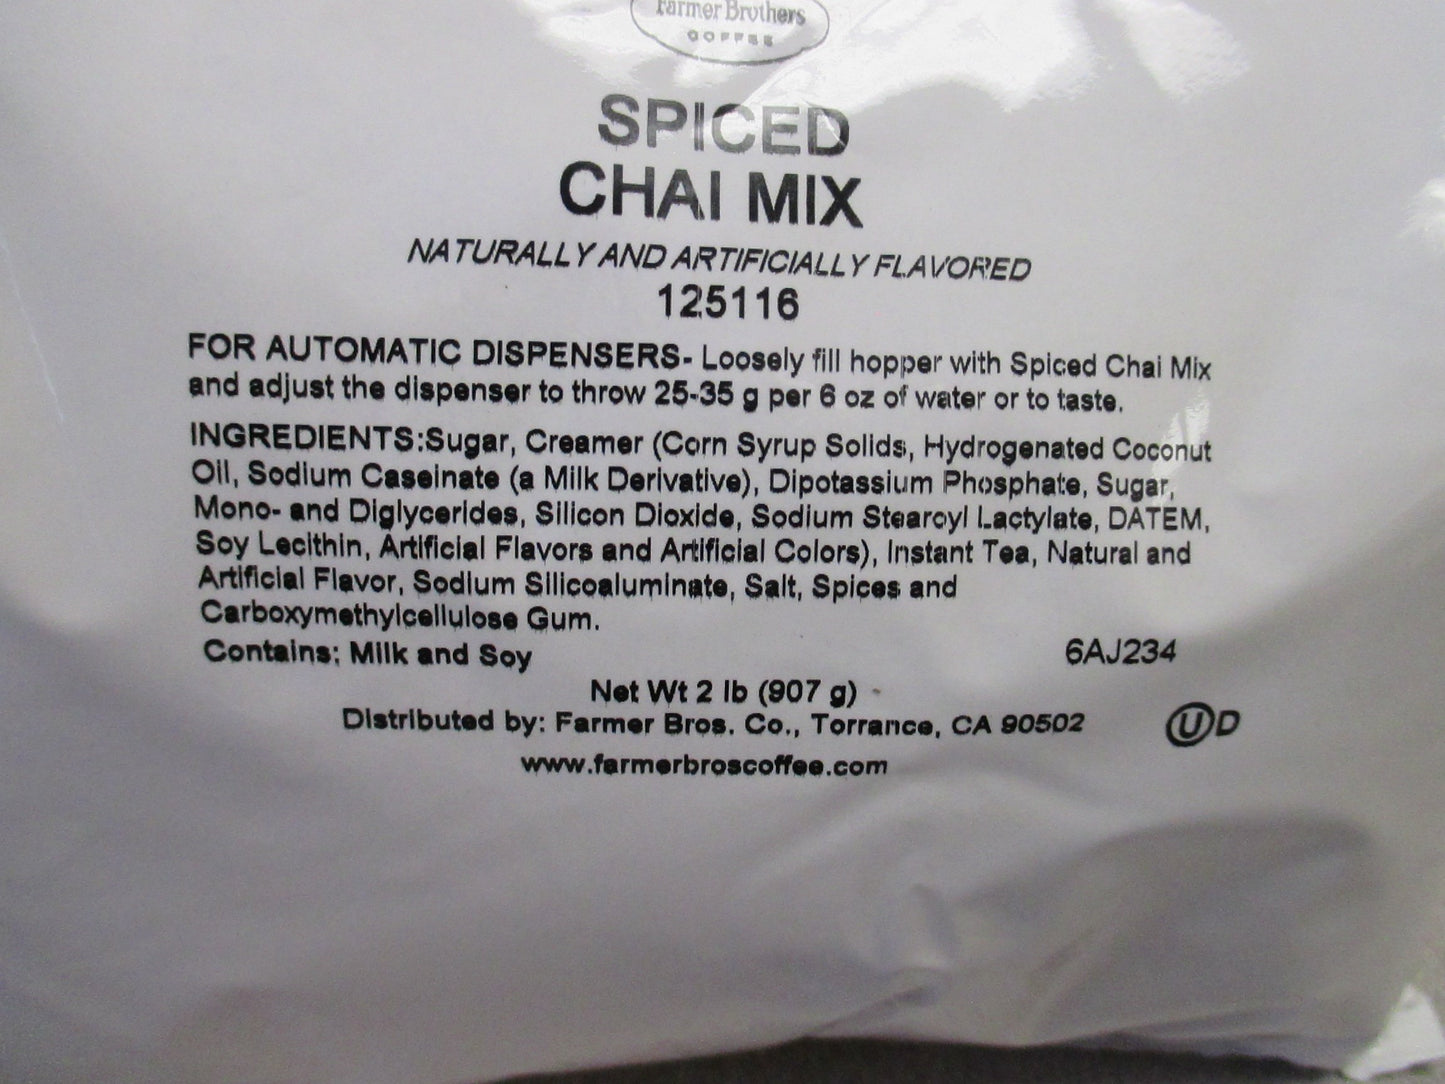 Farmer Brothers
COFFEE
SPICED
CHAI MIX
NATURALLY AND ARTIFICIALLY FLAVORED
125116
FOR AUTOMATIC DISPENSERS- Loosely fill hopper with Spiced Chai Mix
and adjust the dispenser to throw 25-35 g per 6 oz of water or to taste.
INGREDIENTS:Sugar, Creamer (Corn Syrup Solids, Hydrogenated Coconut
Oil, Sodium Caseinate (a Milk Derivative), Dipotassium Phosphate, Sugar,
Mono- and Diglycerides, Silicon Dioxide, Sodium Stearoyl Lactylate, DATEM,
Soy Lecithin, Artificial Flavors and Artificial Colors), Instant Tea, Natural and
Artificial Flavor, Sodium Silicoaluminate, Salt, Spices and
Carboxymethylcellulose Gum.
Contains: Milk and Soy
6AJ234
Net Wt 2 lb (907 g)
Distributed by: Farmer Bros. Co., Torrance, CA 90502
U D
www.farmerbroscoffee.com